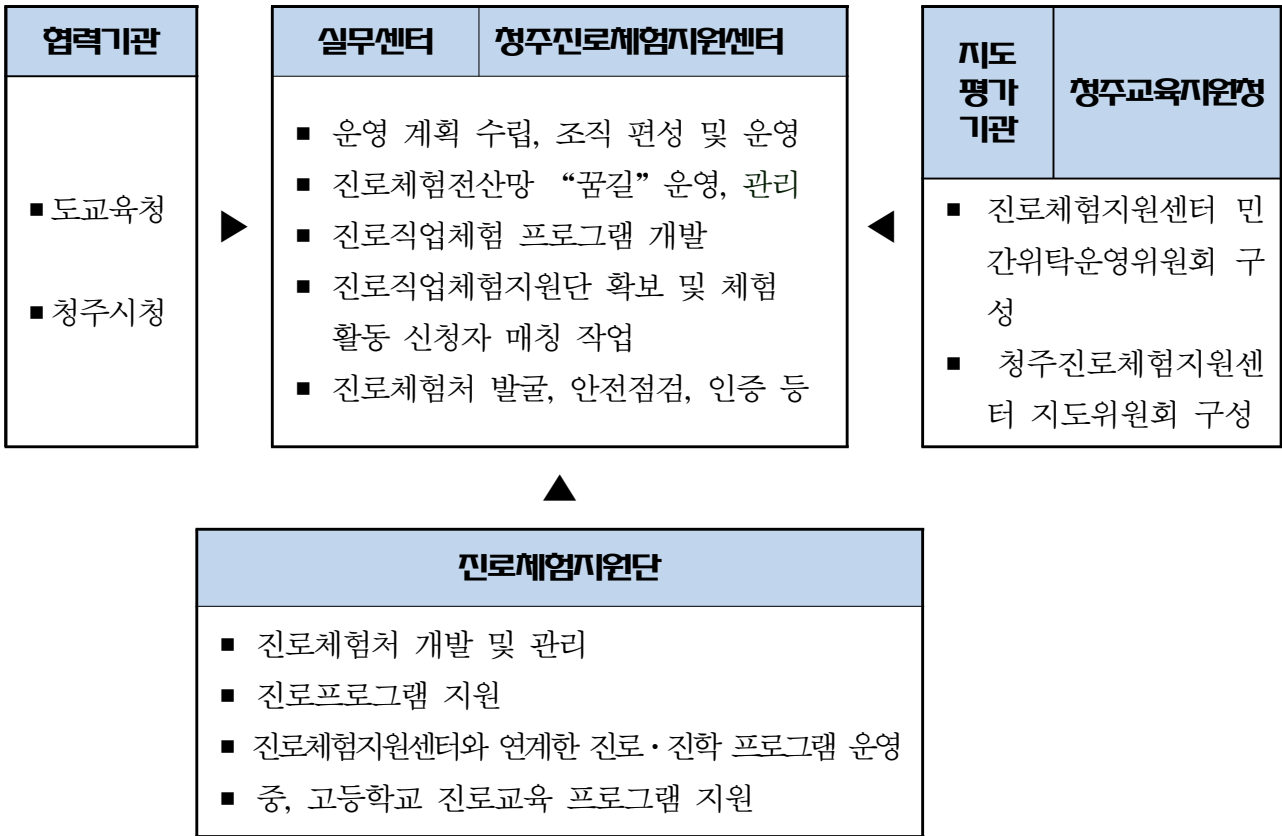 협력기관
■ 도교육청
■ 청주시청
▶
실무센터 청주진로체험지원센터
■ 운영 계획 수립, 조직 편성 및 운영
■ 진로체험전산망 “꿈길” 운영, 관리
■ 진로직업체험 프로그램 개발
■ 진로직업체험지원단 확보 및 체험
활동 신청자 매칭 작업
■ 진로체험처 발굴, 안전점검, 인증 등
◀
지도
평가
기관
청주교육지원청
■ 진로체험지원센터 민
간위탁운영위원회 구
성
■ 청주진로체험지원센
터 지도위원회 구성
▲
진로체험지원단
■ 진로체험처 개발 및 관리
■ 진로프로그램 지원
■ 진로체험지원센터와 연계한 진로·진학 프로그램 운영
■ 중, 고등학교 진로교육 프로그램 지원